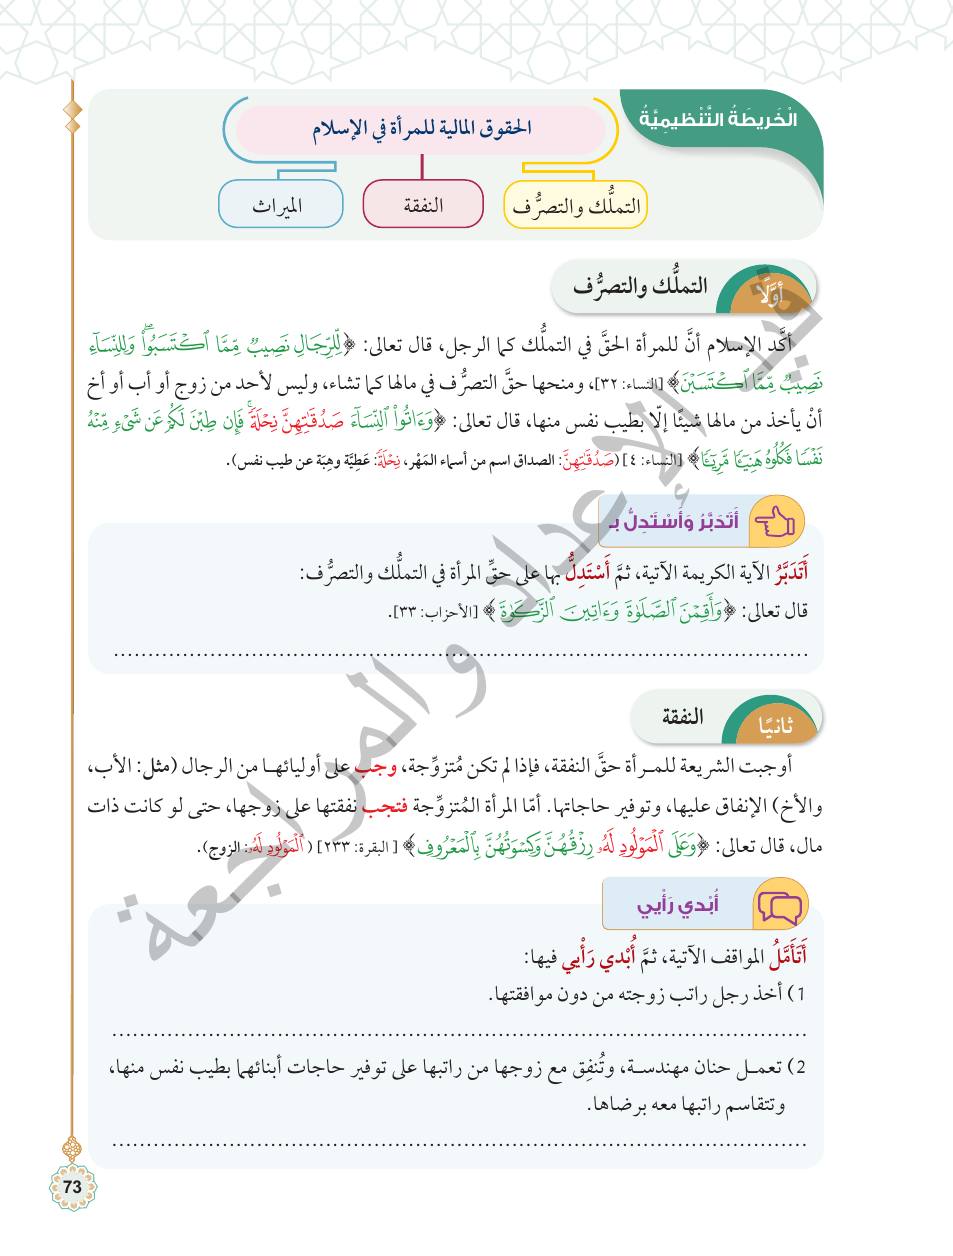 الْخَرِيطَةُ التَّنْظِيمِيَّةُ
الحقوق المالية للمرأة في الإسلام
التملُّك والتصرُّف
النفقة
الميراث
أوّلًا
التملُّك والتصرُّف
أكَّد الإسلام أنَّ للمرأة الحقَّ في التملُّك كما الرجل، قال تعالى: ﴿لِّلرِّجَالِ نَصِيبٌ مِّمَّا ٱكۡتَسَبُواْۖ وَلِلنِّسَآءِ
نَصِيبٌ مِّمَّا ٱكۡتَسَبۡنَ﴾ [النساء: ٣٢]، ومنحها حقَّ التصرُّف في مالها كما تشاء، وليس لأحد من زوج أو أب أو أخ
أنْ يأخذ من مالها شيئًا إلّا بطيب نفس منها، قال تعالى: ﴿وَءَاتُواْ ٱلنِّسَآءَ صَدُقَٰتِهِنَّ نِحۡلَةٗۚ فَإِن طِبۡنَ لَكُمۡ عَن شَيۡءٖ مِّنۡهُ
نَفۡسٗا فَكُلُوهُ هَنِيٓـٔٗا مَّرِيٓـٔٗا﴾ [النساء: ٤] (صَدُقَٰتِهِنَّ: الصداق اسم من أسماء المَهْر، نِحۡلَةٗ: عَطِيَّة وهِبَة عن طيب نفس).
أَتَدَبَّرُ وَأَسْتَدِلُّ بـ
أَتَدَبَّرُ الآية الكريمة الآتية، ثمَّ أَسْتَدِلُّ بها على حقِّ المرأة في التملُّك والتصرُّف:
قال تعالى: ﴿وَأَقِمۡنَ ٱلصَّلَوٰةَ وَءَاتِينَ ٱلزَّكَوٰةَ﴾ [الأحزاب: ٣٣].
ثانيًا
النفقة
أوجبت الشريعة للمـرأة حقَّ النفقة، فإذا لم تكن مُتزوِّجة، وجب على أوليائهـا من الرجال (مثل: الأب،
والأخ) الإنفاق عليها، وتوفير حاجاتها. أمّا المرأة المُتزوِّجة فتجب نفقتها على زوجها، حتى لو كانت ذات
مال، قال تعالى: ﴿وَعَلَى ٱلۡمَوۡلُودِ لَهُۥ رِزۡقُهُنَّ وَكِسۡوَتُهُنَّ بِٱلۡمَعۡرُوفِ﴾ [البقرة: ٢٣٣] (ٱلۡمَوۡلُودِ لَهُۥ: الزوج).
أُبْدي رَأْيي
أَتَأَمَّلُ المواقف الآتية، ثمَّ أُبْدي رَأْيي فيها:
1) أخذ رجل راتب زوجته من دون موافقتها.
2) تعمـل حنان مهندسـة، وتُنفِق مع زوجها من راتبها على توفير حاجات أبنائهما بطيب نفس منها،
وتتقاسم راتبها معه برضاها.
73
قيد الإعداد والمراجعة